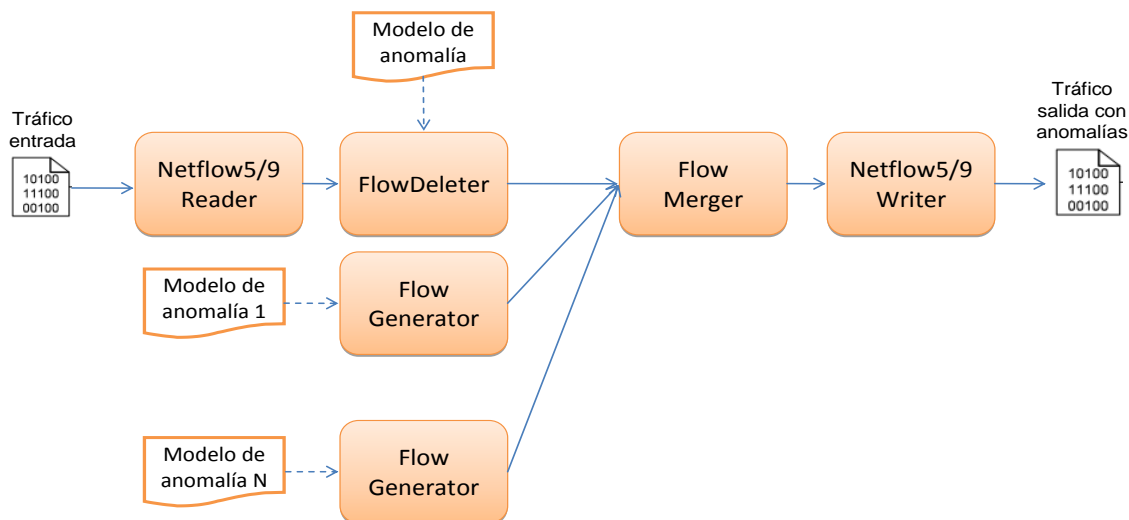 Modelo de
anomalía
Tráfico
entrada
10100
11100
00100
Netflow5/9
Reader
FlowDeleter
Flow
Merger
Netflow5/9
Writer
Tráfico
salida con
anomalías
10100
11100
00100
Modelo de
anomalía 1
Flow
Generator
Modelo de
anomalía N
Flow
Generator